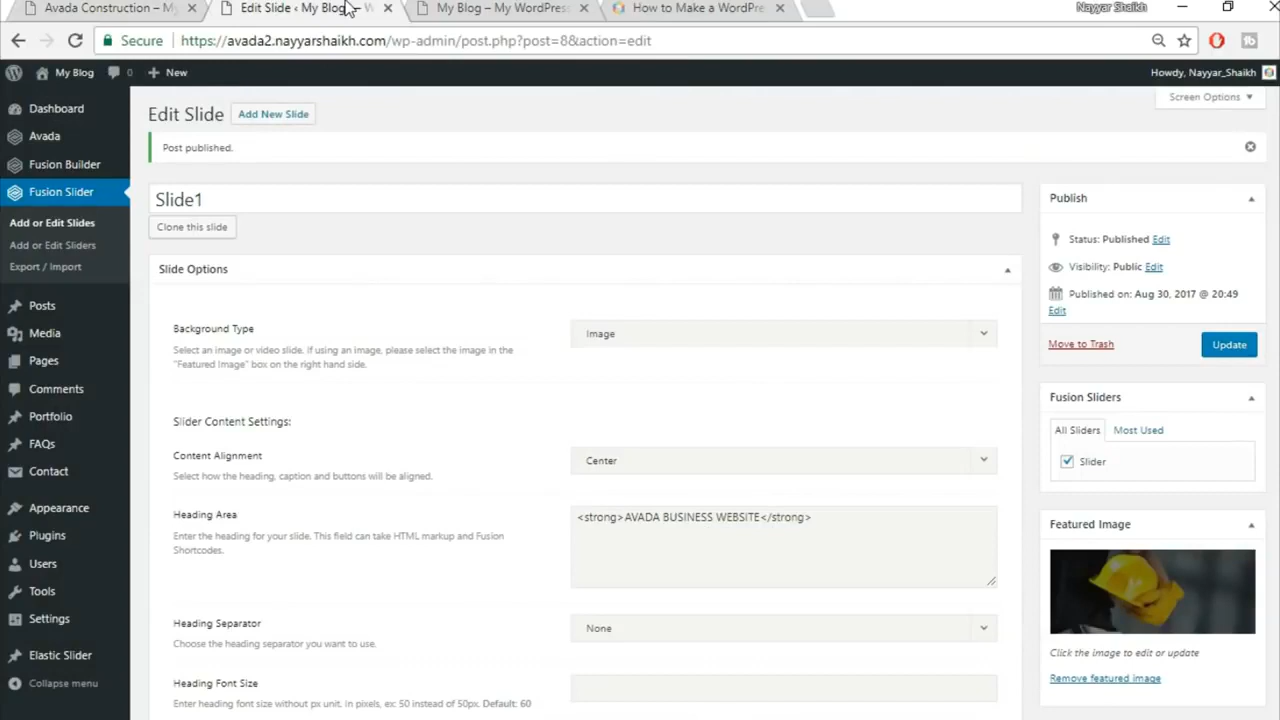 Avada Construction – My
Edit Slide ‹ My Blog – W
My Blog – My WordPress
How to Make a WordPre
Nayyar Shaikh
Secure
https://avada2.nayyarshaikh.com/wp-admin/post.php?post=8&action=edit
My Blog
0
New
Howdy, Nayyar_Shaikh
Screen Options
Dashboard
Avada
Fusion Builder
Fusion Slider
Add or Edit Slides
Add or Edit Sliders
Export / Import
Posts
Media
Pages
Comments
Portfolio
FAQs
Contact
Appearance
Plugins
Users
Tools
Settings
Elastic Slider
Collapse menu
Edit Slide
Add New Slide
Post published.
Slide1
Clone this slide
Slide Options
Background Type
Select an image or video slide. If using an image, please select the image in the
"Featured Image" box on the right hand side.
Image
Slider Content Settings:
Content Alignment
Select how the heading, caption and buttons will be aligned.
Center
Heading Area
Enter the heading for your slide. This field can take HTML markup and Fusion
Shortcodes.
<strong>AVADA BUSINESS WEBSITE</strong>
Heading Separator
Choose the heading separator you want to use.
None
Heading Font Size
Enter heading font size without px unit. In pixels, ex: 50 instead of 50px. Default: 60
Publish
Status: Published Edit
Visibility: Public Edit
Published on: Aug 30, 2017 @ 20:49
Edit
Move to Trash
Update
Fusion Sliders
All Sliders
Most Used
Slider
Featured Image
Click the image to edit or update
Remove featured image